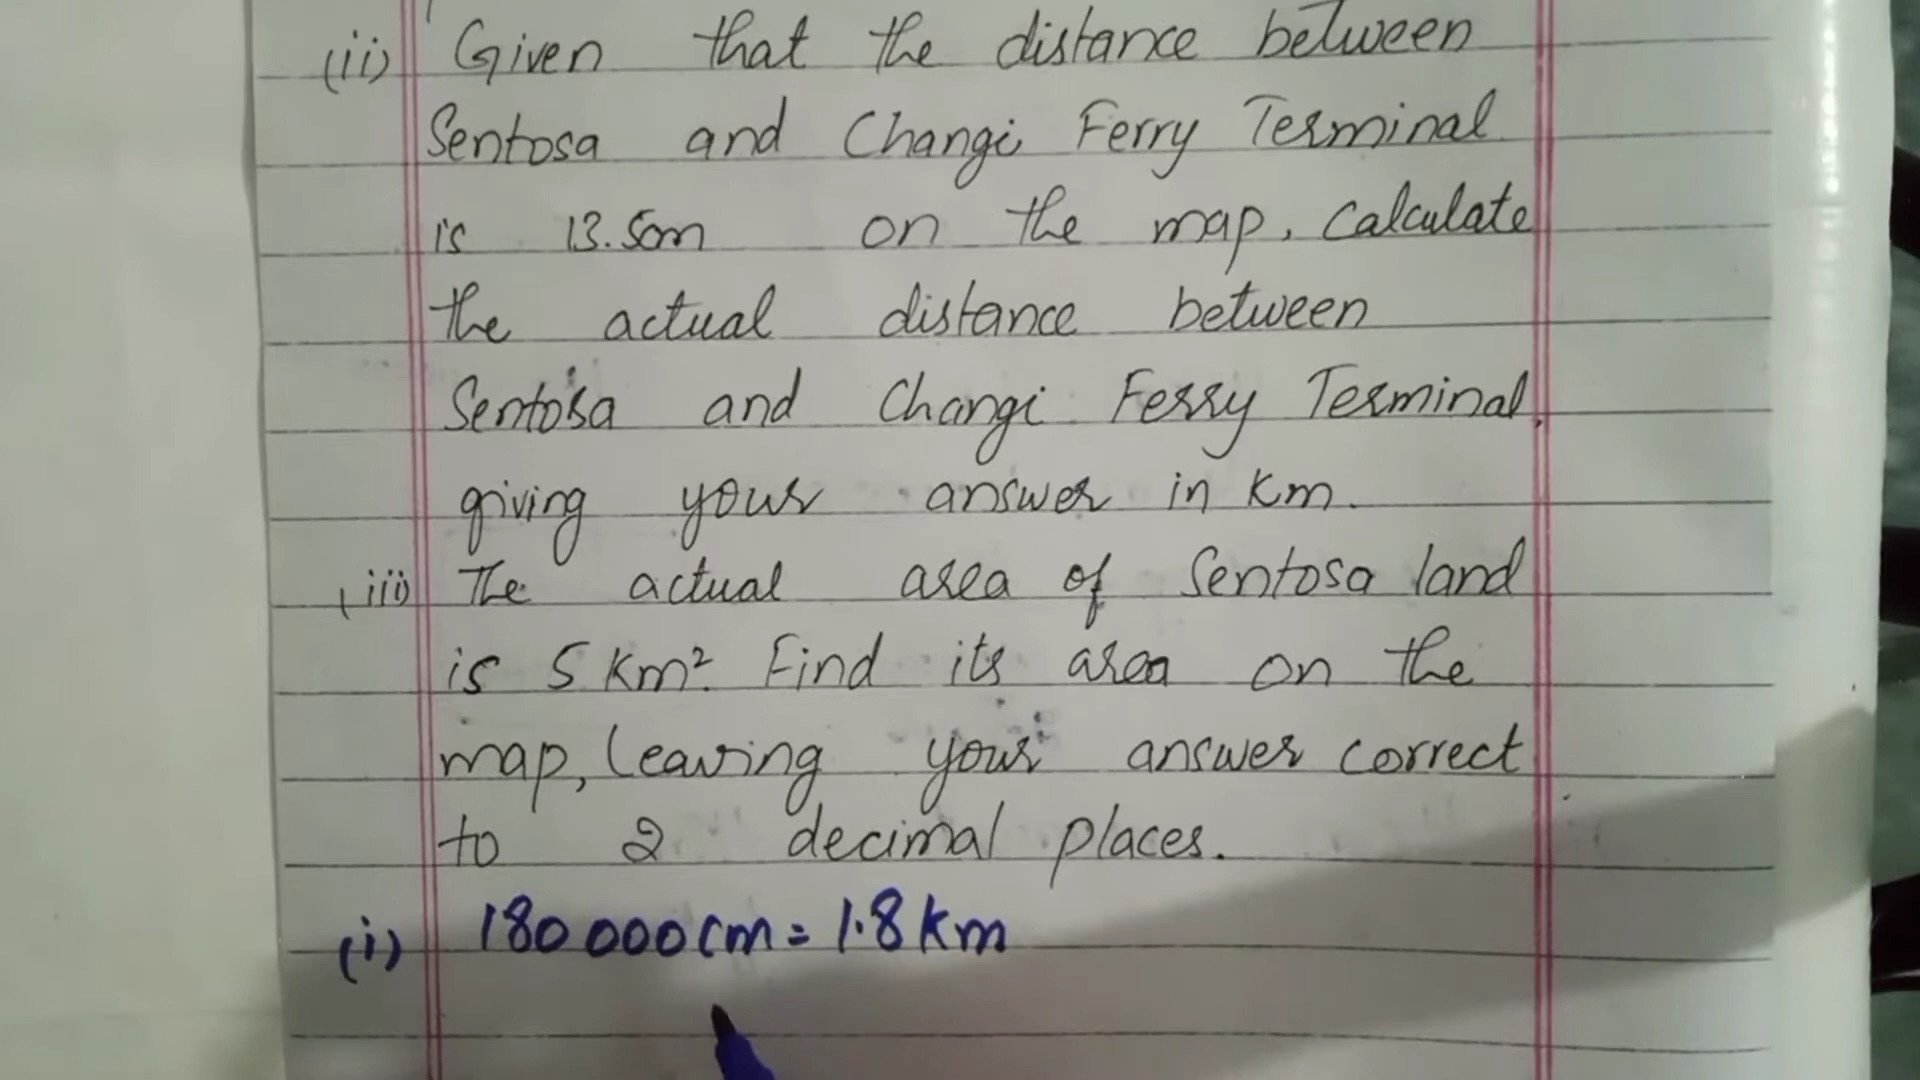 (ii) Given that the distance between
Sentosa and Changi Ferry Terminal
is 13.5cm on the map. Calculate
the actual distance between
Sentosa and Changi Ferry Terminal,
giving your answer in km.
(iii) The actual area of Sentosa land
is 5 km². Find its area on the
map, leaving your answer correct
to 2 decimal places.
(i) 180 000 cm = 1.8 km